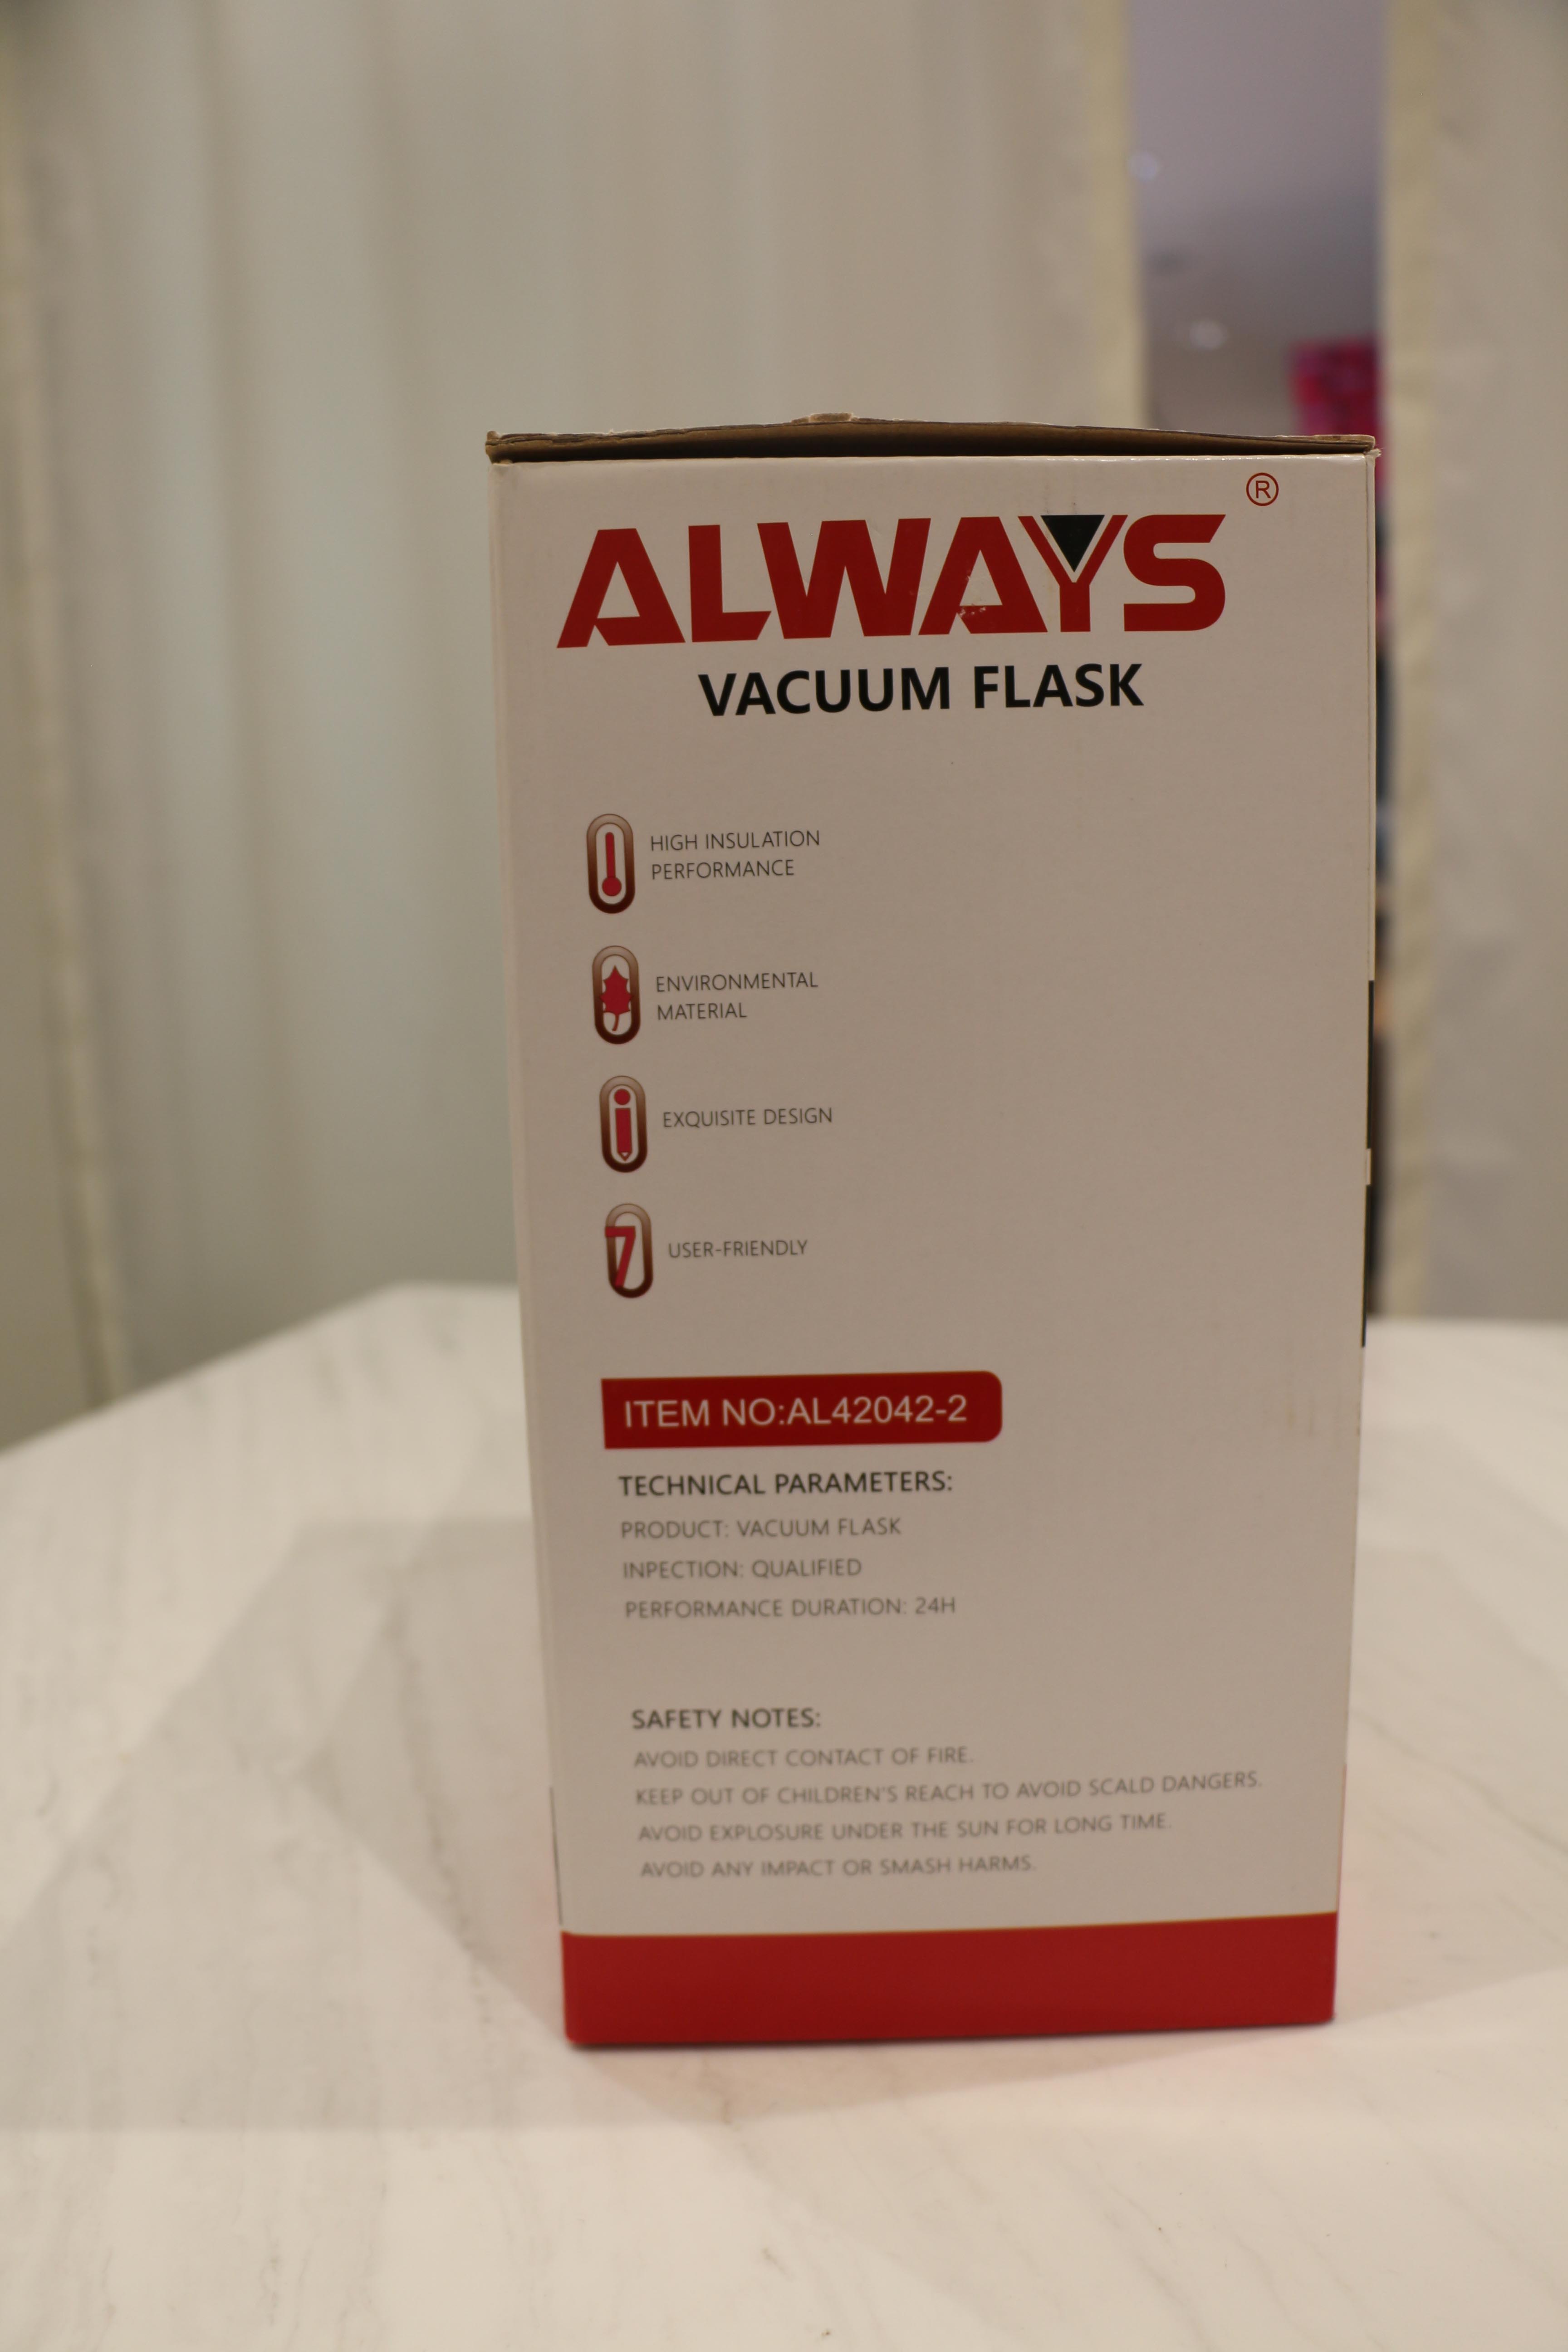 ALWAYS ®
VACUUM FLASK
HIGH INSULATION
PERFORMANCE
ENVIRONMENTAL
MATERIAL
EXQUISITE DESIGN
USER-FRIENDLY
ITEM NO:AL42042-2
TECHNICAL PARAMETERS:
PRODUCT: VACUUM FLASK
INPECTION: QUALIFIED
PERFORMANCE DURATION: 24H
SAFETY NOTES:
AVOID DIRECT CONTACT OF FIRE.
KEEP OUT OF CHILDREN'S REACH TO AVOID SCALD DANGERS.
AVOID EXPLOSURE UNDER THE SUN FOR LONG TIME.
AVOID ANY IMPACT OR SMASH HARMS.